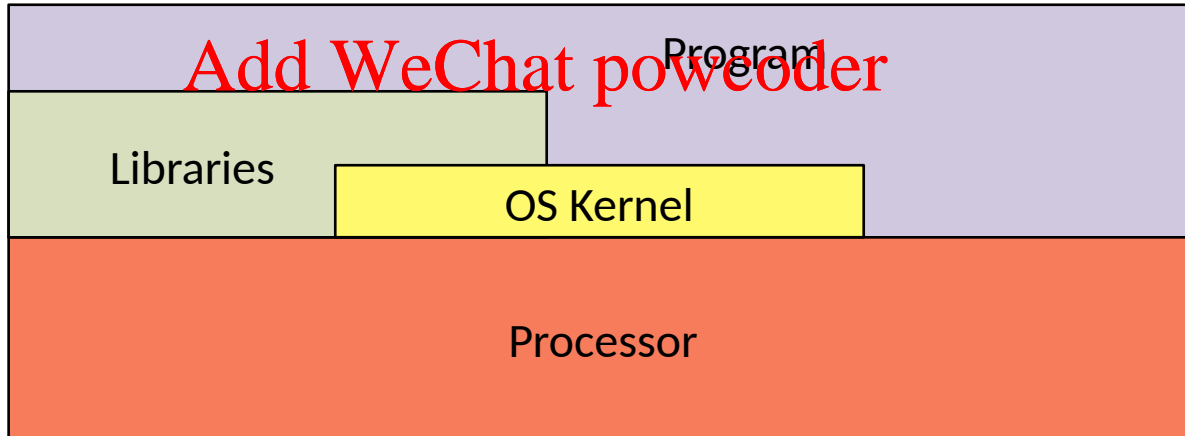 Program
Add WeChat powcoder
Libraries
OS Kernel
Processor